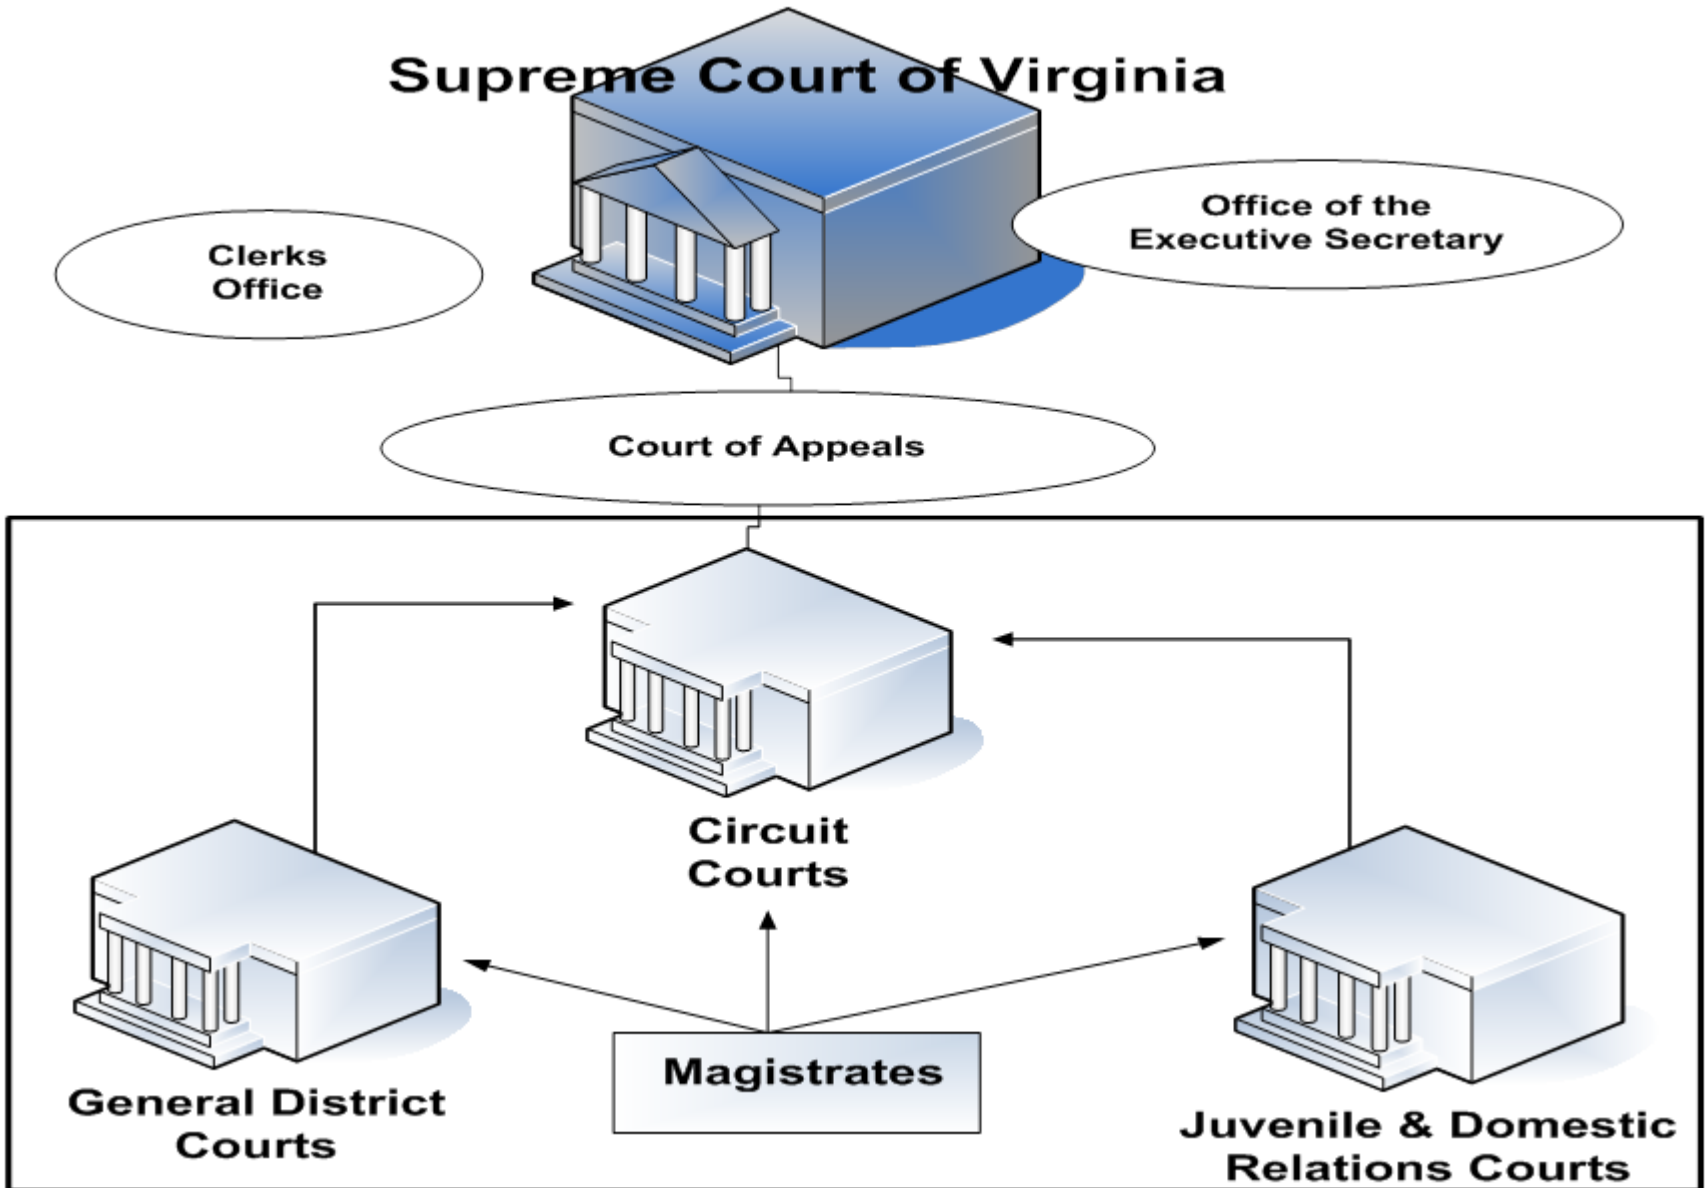 Supreme Court of Virginia
Office of the
Executive Secretary
Clerks
Office
Court of Appeals
Circuit
Courts
Magistrates
General District
Courts
Juvenile & Domestic
Relations Courts